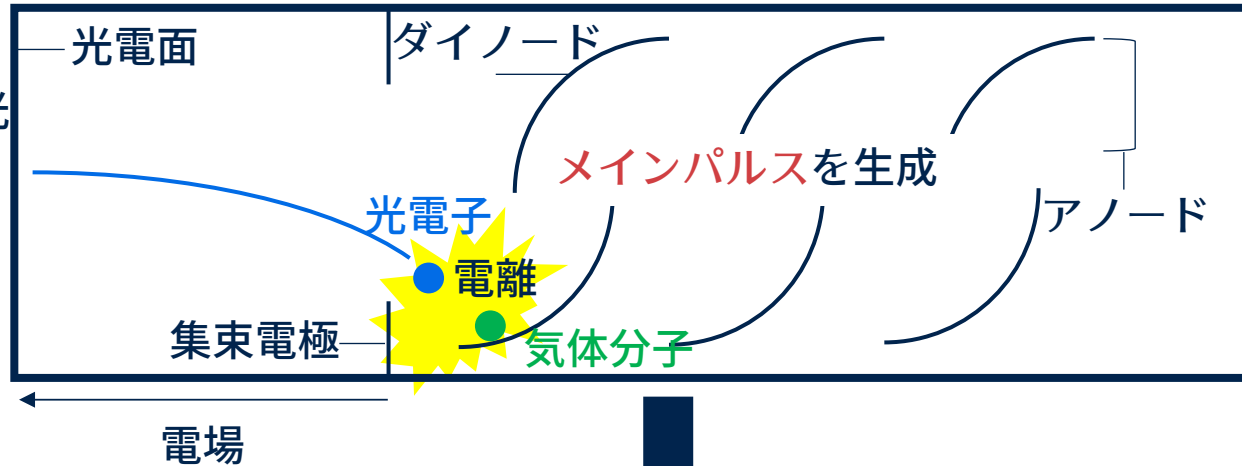 光電面
ダイノード
光
メインパルスを生成
光電子
アノード
電離
集束電極
気体分子
電場